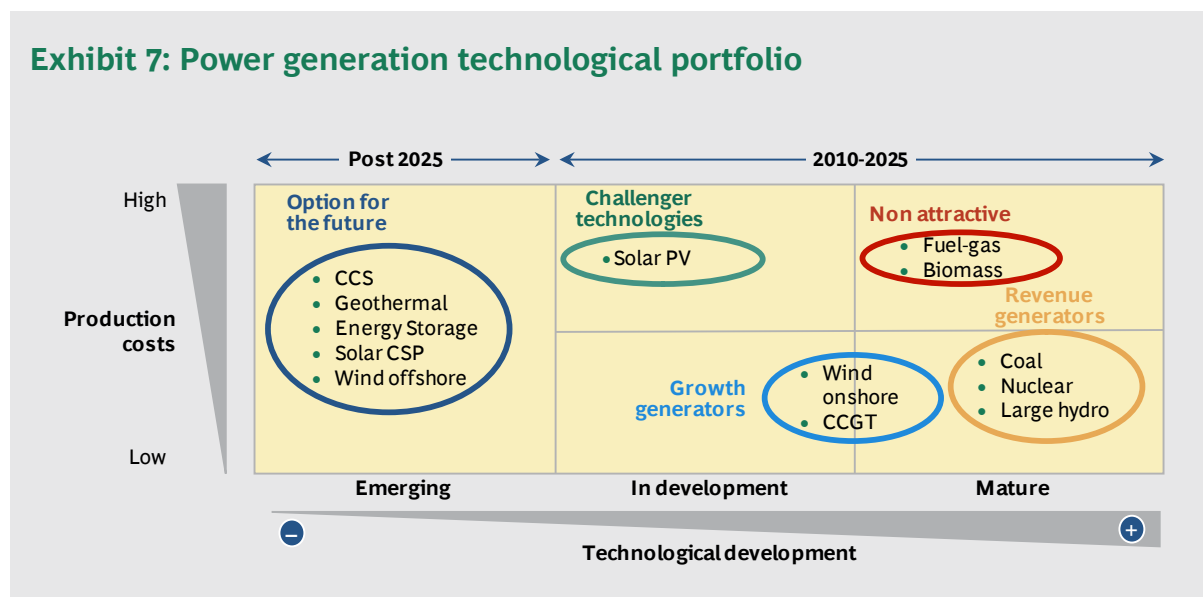 Exhibit 7: Power generation technological portfolio
Post 2025
2010-2025
High
Production
costs
Low
Option for
the future
• CCS
• Geothermal
• Energy Storage
• Solar CSP
• Wind offshore
Challenger
technologies
• Solar PV
Non attractive
• Fuel-gas
• Biomass
Revenue
generators
• Coal
• Nuclear
• Large hydro
Growth
generators
• Wind
onshore
• CCGT
Emerging
In development
Mature
−
+
Technological development